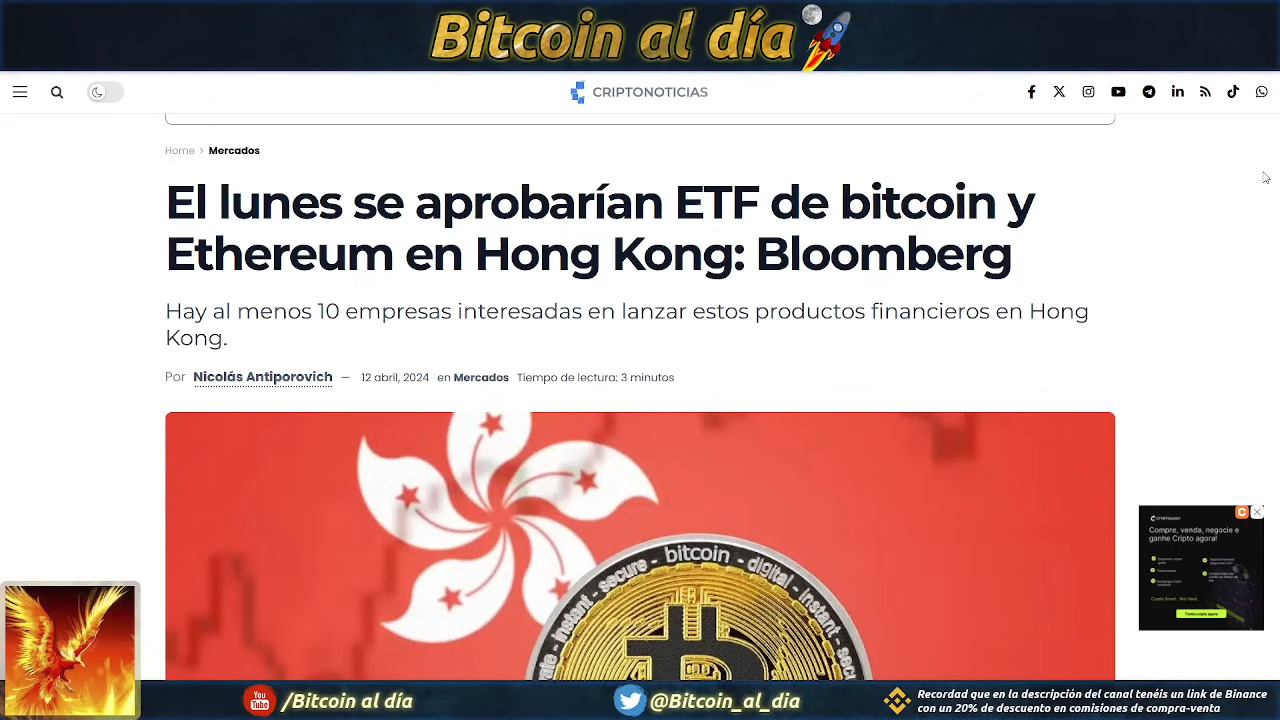 Bitcoin al día
CRIPTONOTICIAS
Home > Mercados
El lunes se aprobarían ETF de bitcoin y
Ethereum en Hong Kong: Bloomberg
Hay al menos 10 empresas interesadas en lanzar estos productos financieros en Hong
Kong.
Por Nicolás Antiporovich — 12 abril, 2024 en Mercados Tiempo de lectura: 3 minutos
bitcoin - digital - instant - secure
Compre, venda, negocie e
ganhe Cripto agora!
You
Tube
/Bitcoin al día
@Bitcoin_al_dia
Recordad que en la descripción del canal tenéis un link de Binance
con un 20% de descuento en comisiones de compra-venta